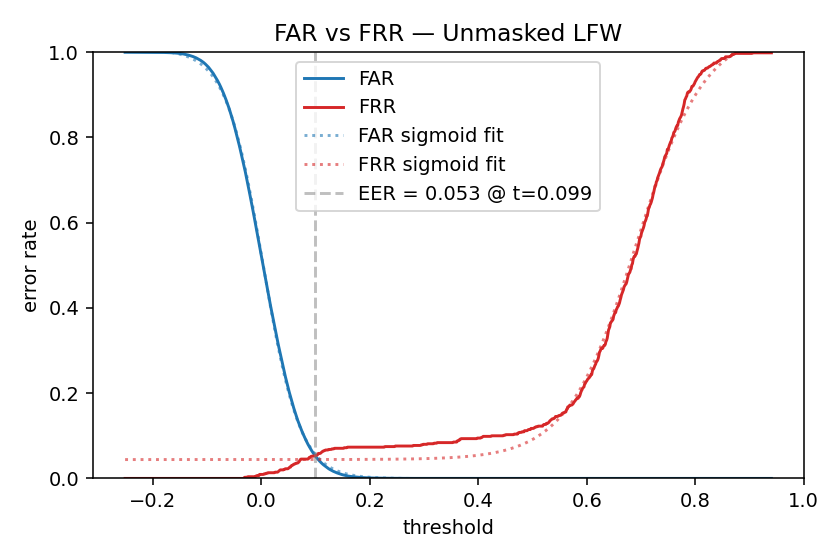 FAR vs FRR — Unmasked LFW
1.0
0.8
0.6
0.4
0.2
0.0
error rate
FAR
FRR
FAR sigmoid fit
FRR sigmoid fit
EER = 0.053 @ t=0.099
−0.2
0.0
0.2
0.4
0.6
0.8
1.0
threshold